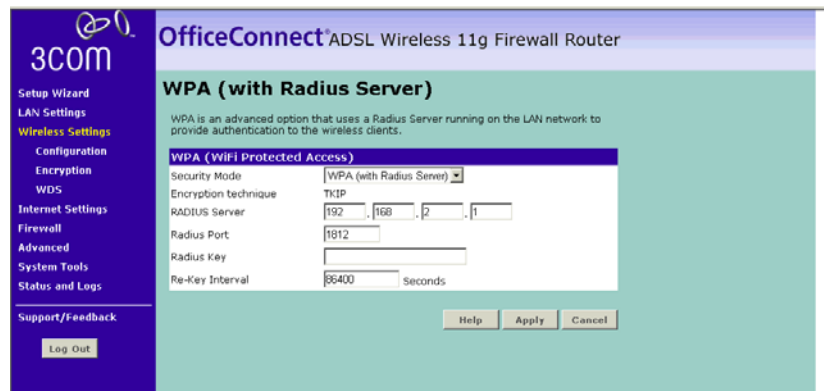 3COM
OfficeConnect ADSL Wireless 11g Firewall Router
Setup Wizard
LAN Settings
Wireless Settings
Configuration
Encryption
WDS
Internet Settings
Firewall
Advanced
System Tools
Status and Logs
Support/Feedback
Log Out
WPA (with Radius Server)
WPA is an advanced option that uses a Radius Server running on the LAN network to
provide authentication to the wireless clients.
WPA (WiFi Protected Access)
Security Mode WPA (with Radius Server)
Encryption technique TKIP
RADIUS Server 192 . 168 . 2 . 1
Radius Port 1812
Radius Key
Re-Key Interval 86400 Seconds
Help Apply Cancel